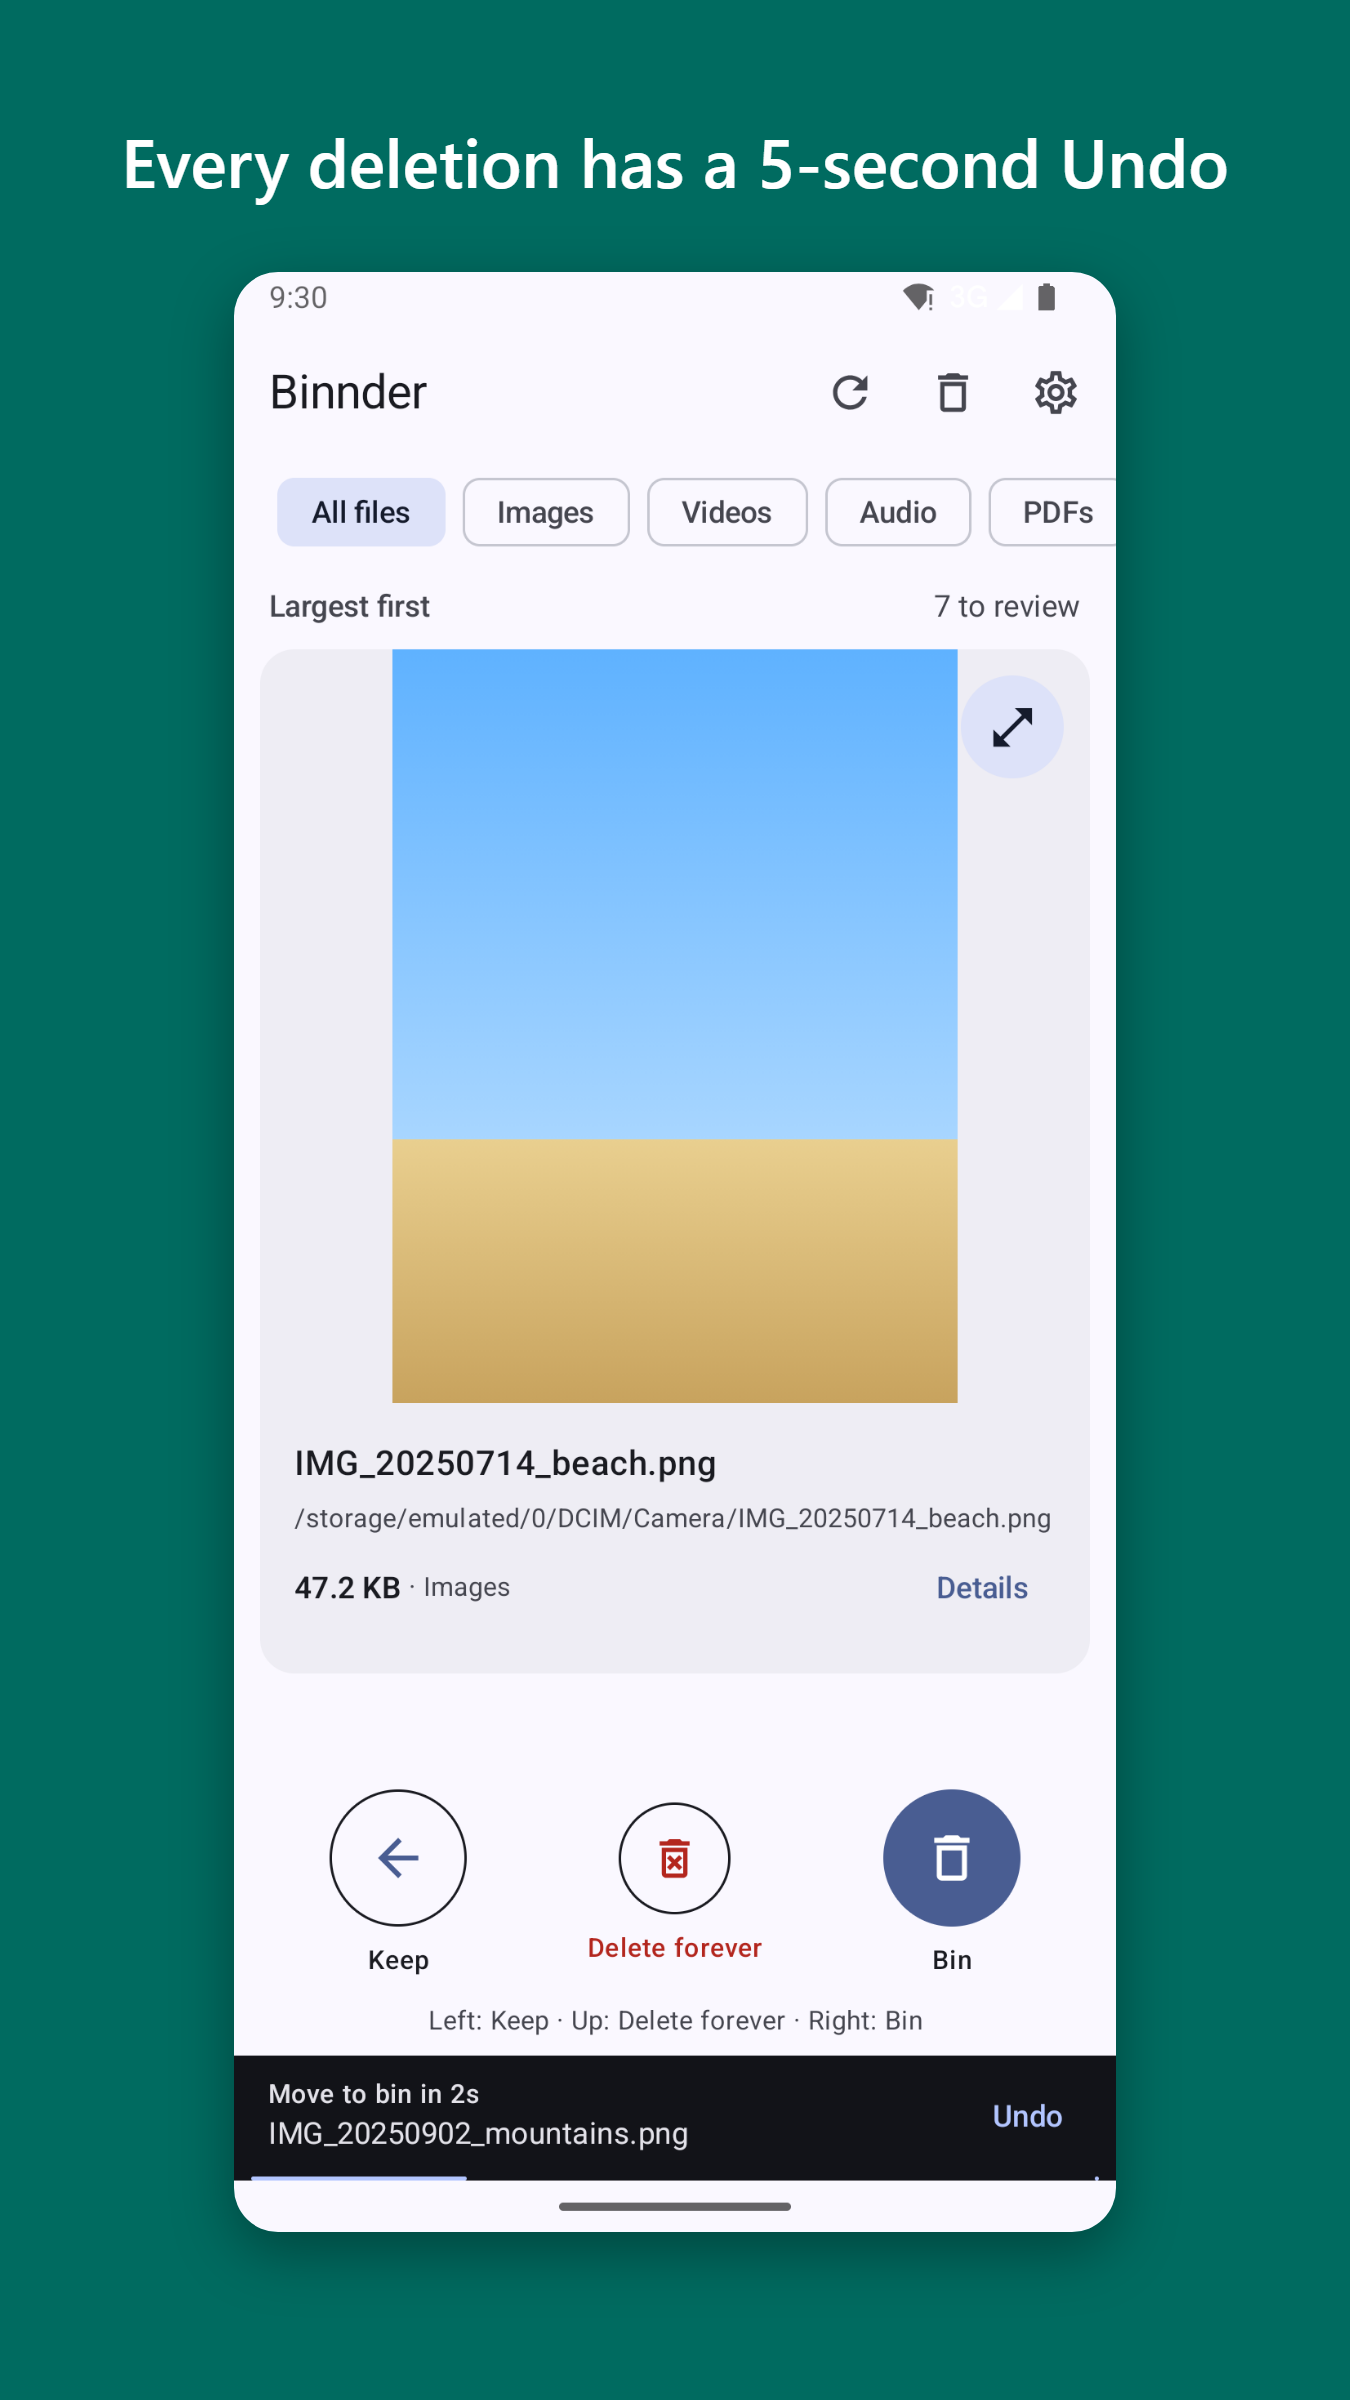 Every deletion has a 5-second Undo
9:30
3G
Binnder
All files
Images
Videos
Audio
PDFs
Largest first
7 to review
IMG_20250714_beach.png
/storage/emulated/0/DCIM/Camera/IMG_20250714_beach.png
47.2 KB · Images
Details
Keep
Delete forever
Bin
Left: Keep · Up: Delete forever · Right: Bin
Move to bin in 2s
IMG_20250902_mountains.png
Undo